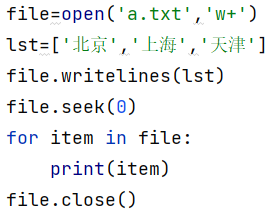 file=open('a.txt','w+')
lst=['北京','上海','天津']
file.writelines(lst)
file.seek(0)
for item in file:
    print(item)
file.close()